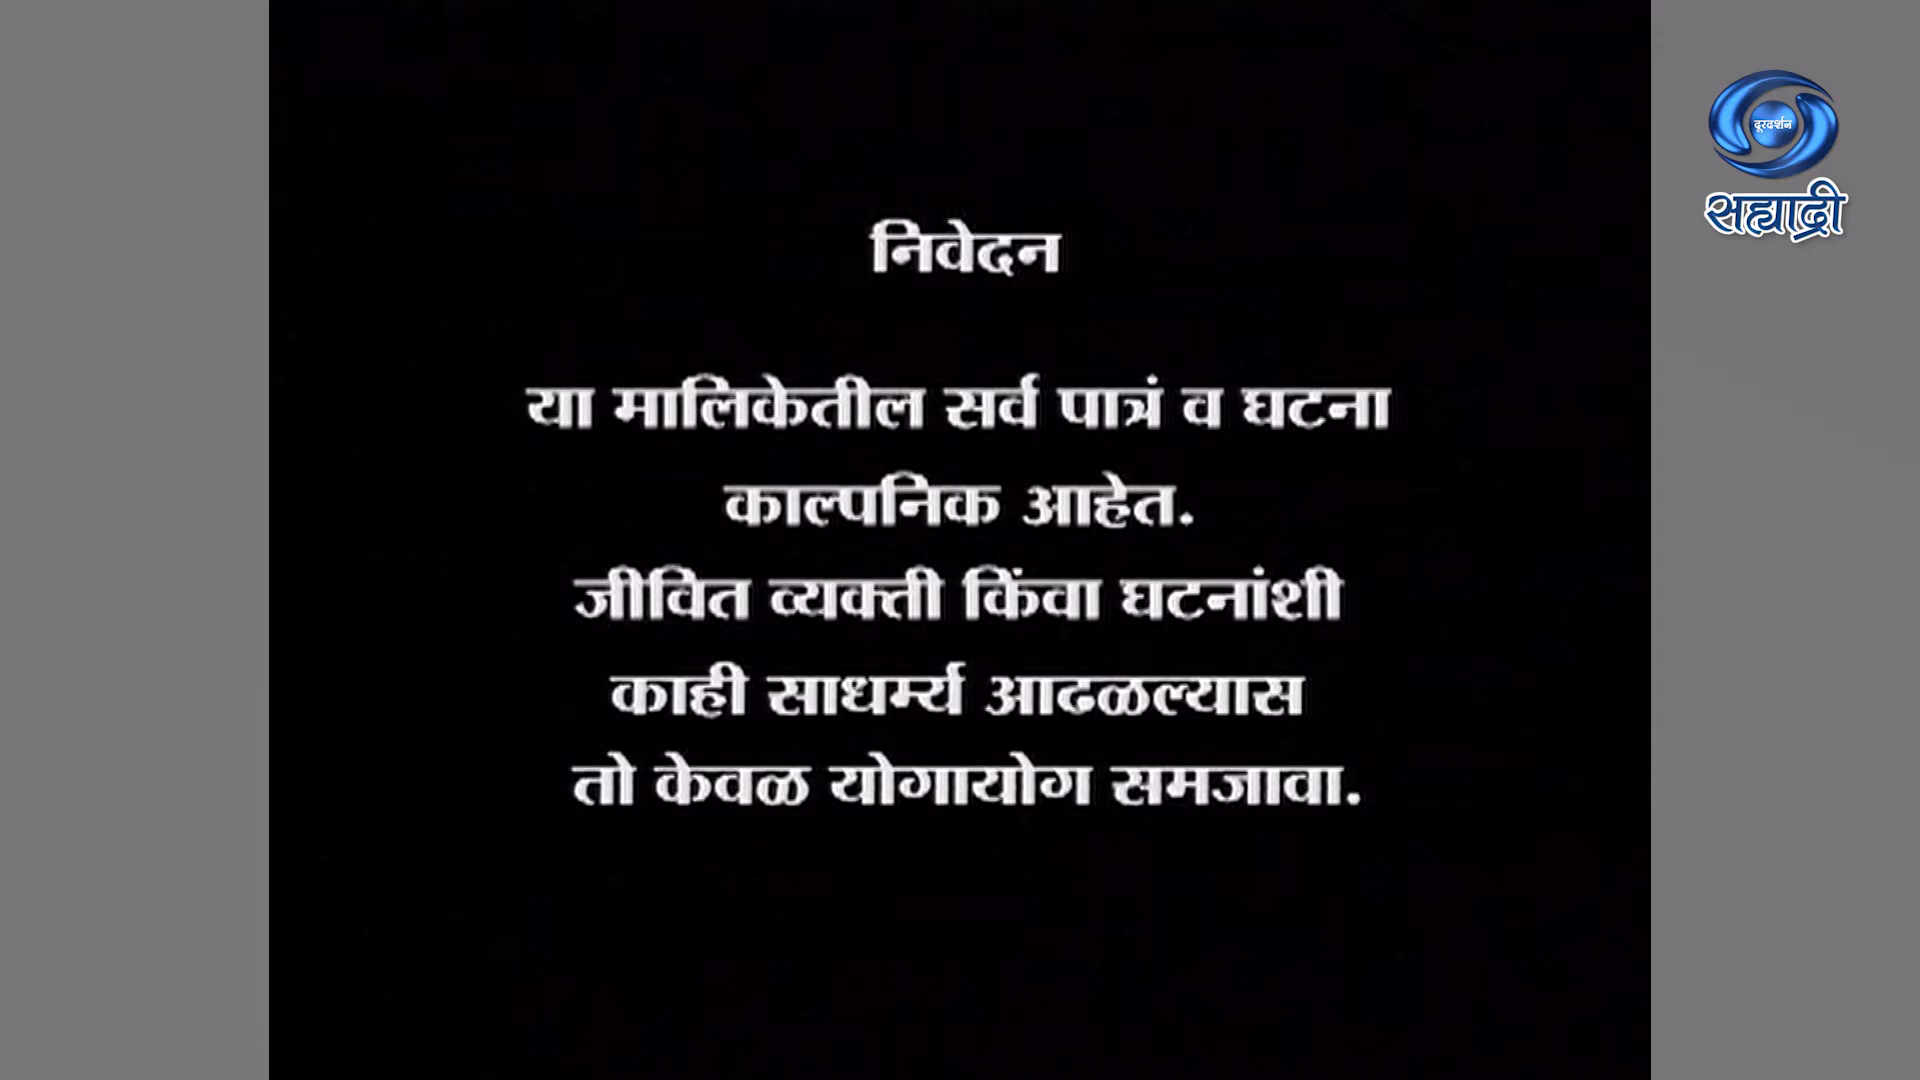 दूरदर्शन
सह्याद्री
निवेदन
या मालिकेतील सर्व पात्रं व घटना
काल्पनिक आहेत.
जीवित व्यक्ती किंवा घटनांशी
काही साधर्म्य आढळल्यास
तो केवळ योगायोग समजावा.